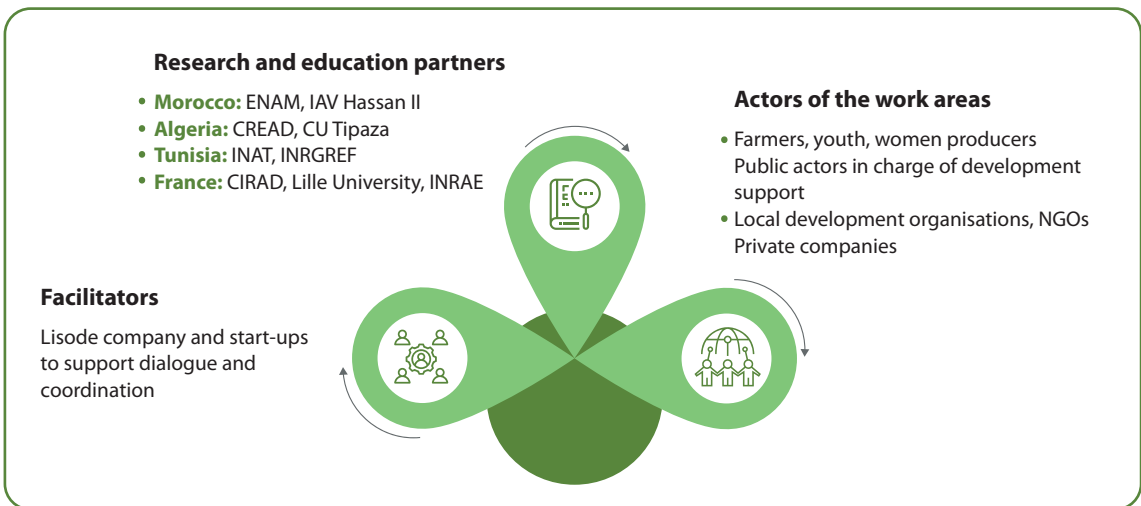 Research and education partners
• Morocco: ENAM, IAV Hassan II
• Algeria: CREAD, CU Tipaza
• Tunisia: INAT, INRGREF
• France: CIRAD, Lille University, INRAE
Actors of the work areas
• Farmers, youth, women producers
Public actors in charge of development
support
• Local development organisations, NGOs
Private companies
Facilitators
Lisode company and start-ups
to support dialogue and
coordination